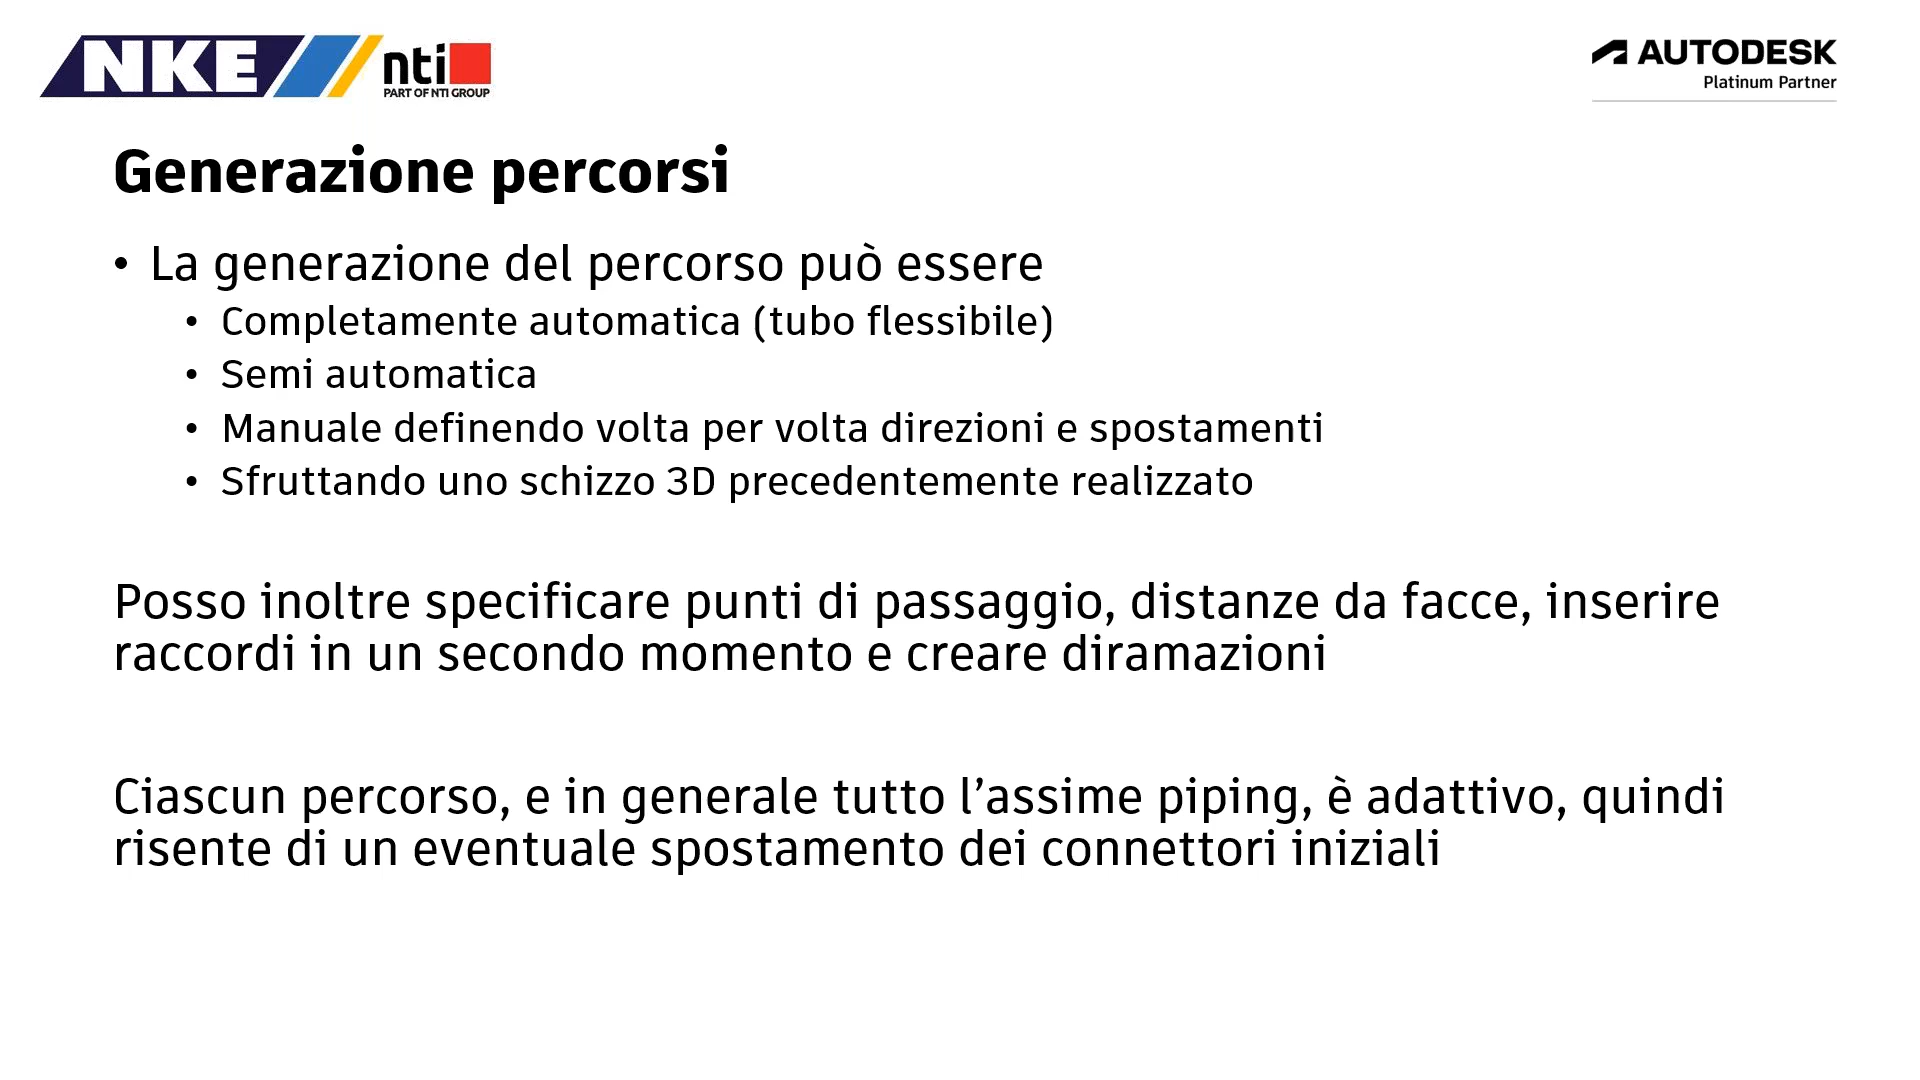 NKE nti
PART OF NTI GROUP
AUTODESK
Platinum Partner
Generazione percorsi
• La generazione del percorso può essere
• Completamente automatica (tubo flessibile)
• Semi automatica
• Manuale definendo volta per volta direzioni e spostamenti
• Sfruttando uno schizzo 3D precedentemente realizzato
Posso inoltre specificare punti di passaggio, distanze da facce, inserire
raccordi in un secondo momento e creare diramazioni
Ciascun percorso, e in generale tutto l’assime piping, è adattivo, quindi
risente di un eventuale spostamento dei connettori iniziali